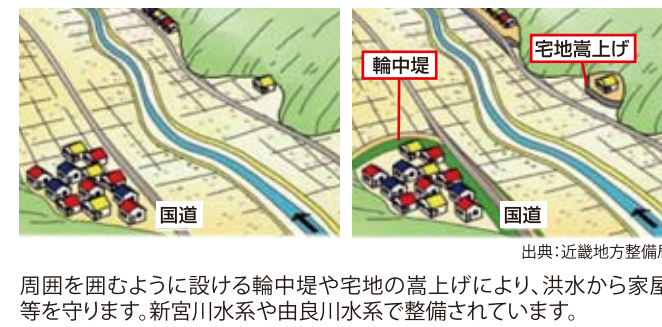 輪中堤
宅地嵩上げ
国道
国道
出典：近畿地方整備局
周囲を囲むように設ける輪中堤や宅地の嵩上げにより、洪水から家屋
等を守ります。新宮川水系や由良川水系で整備されています。